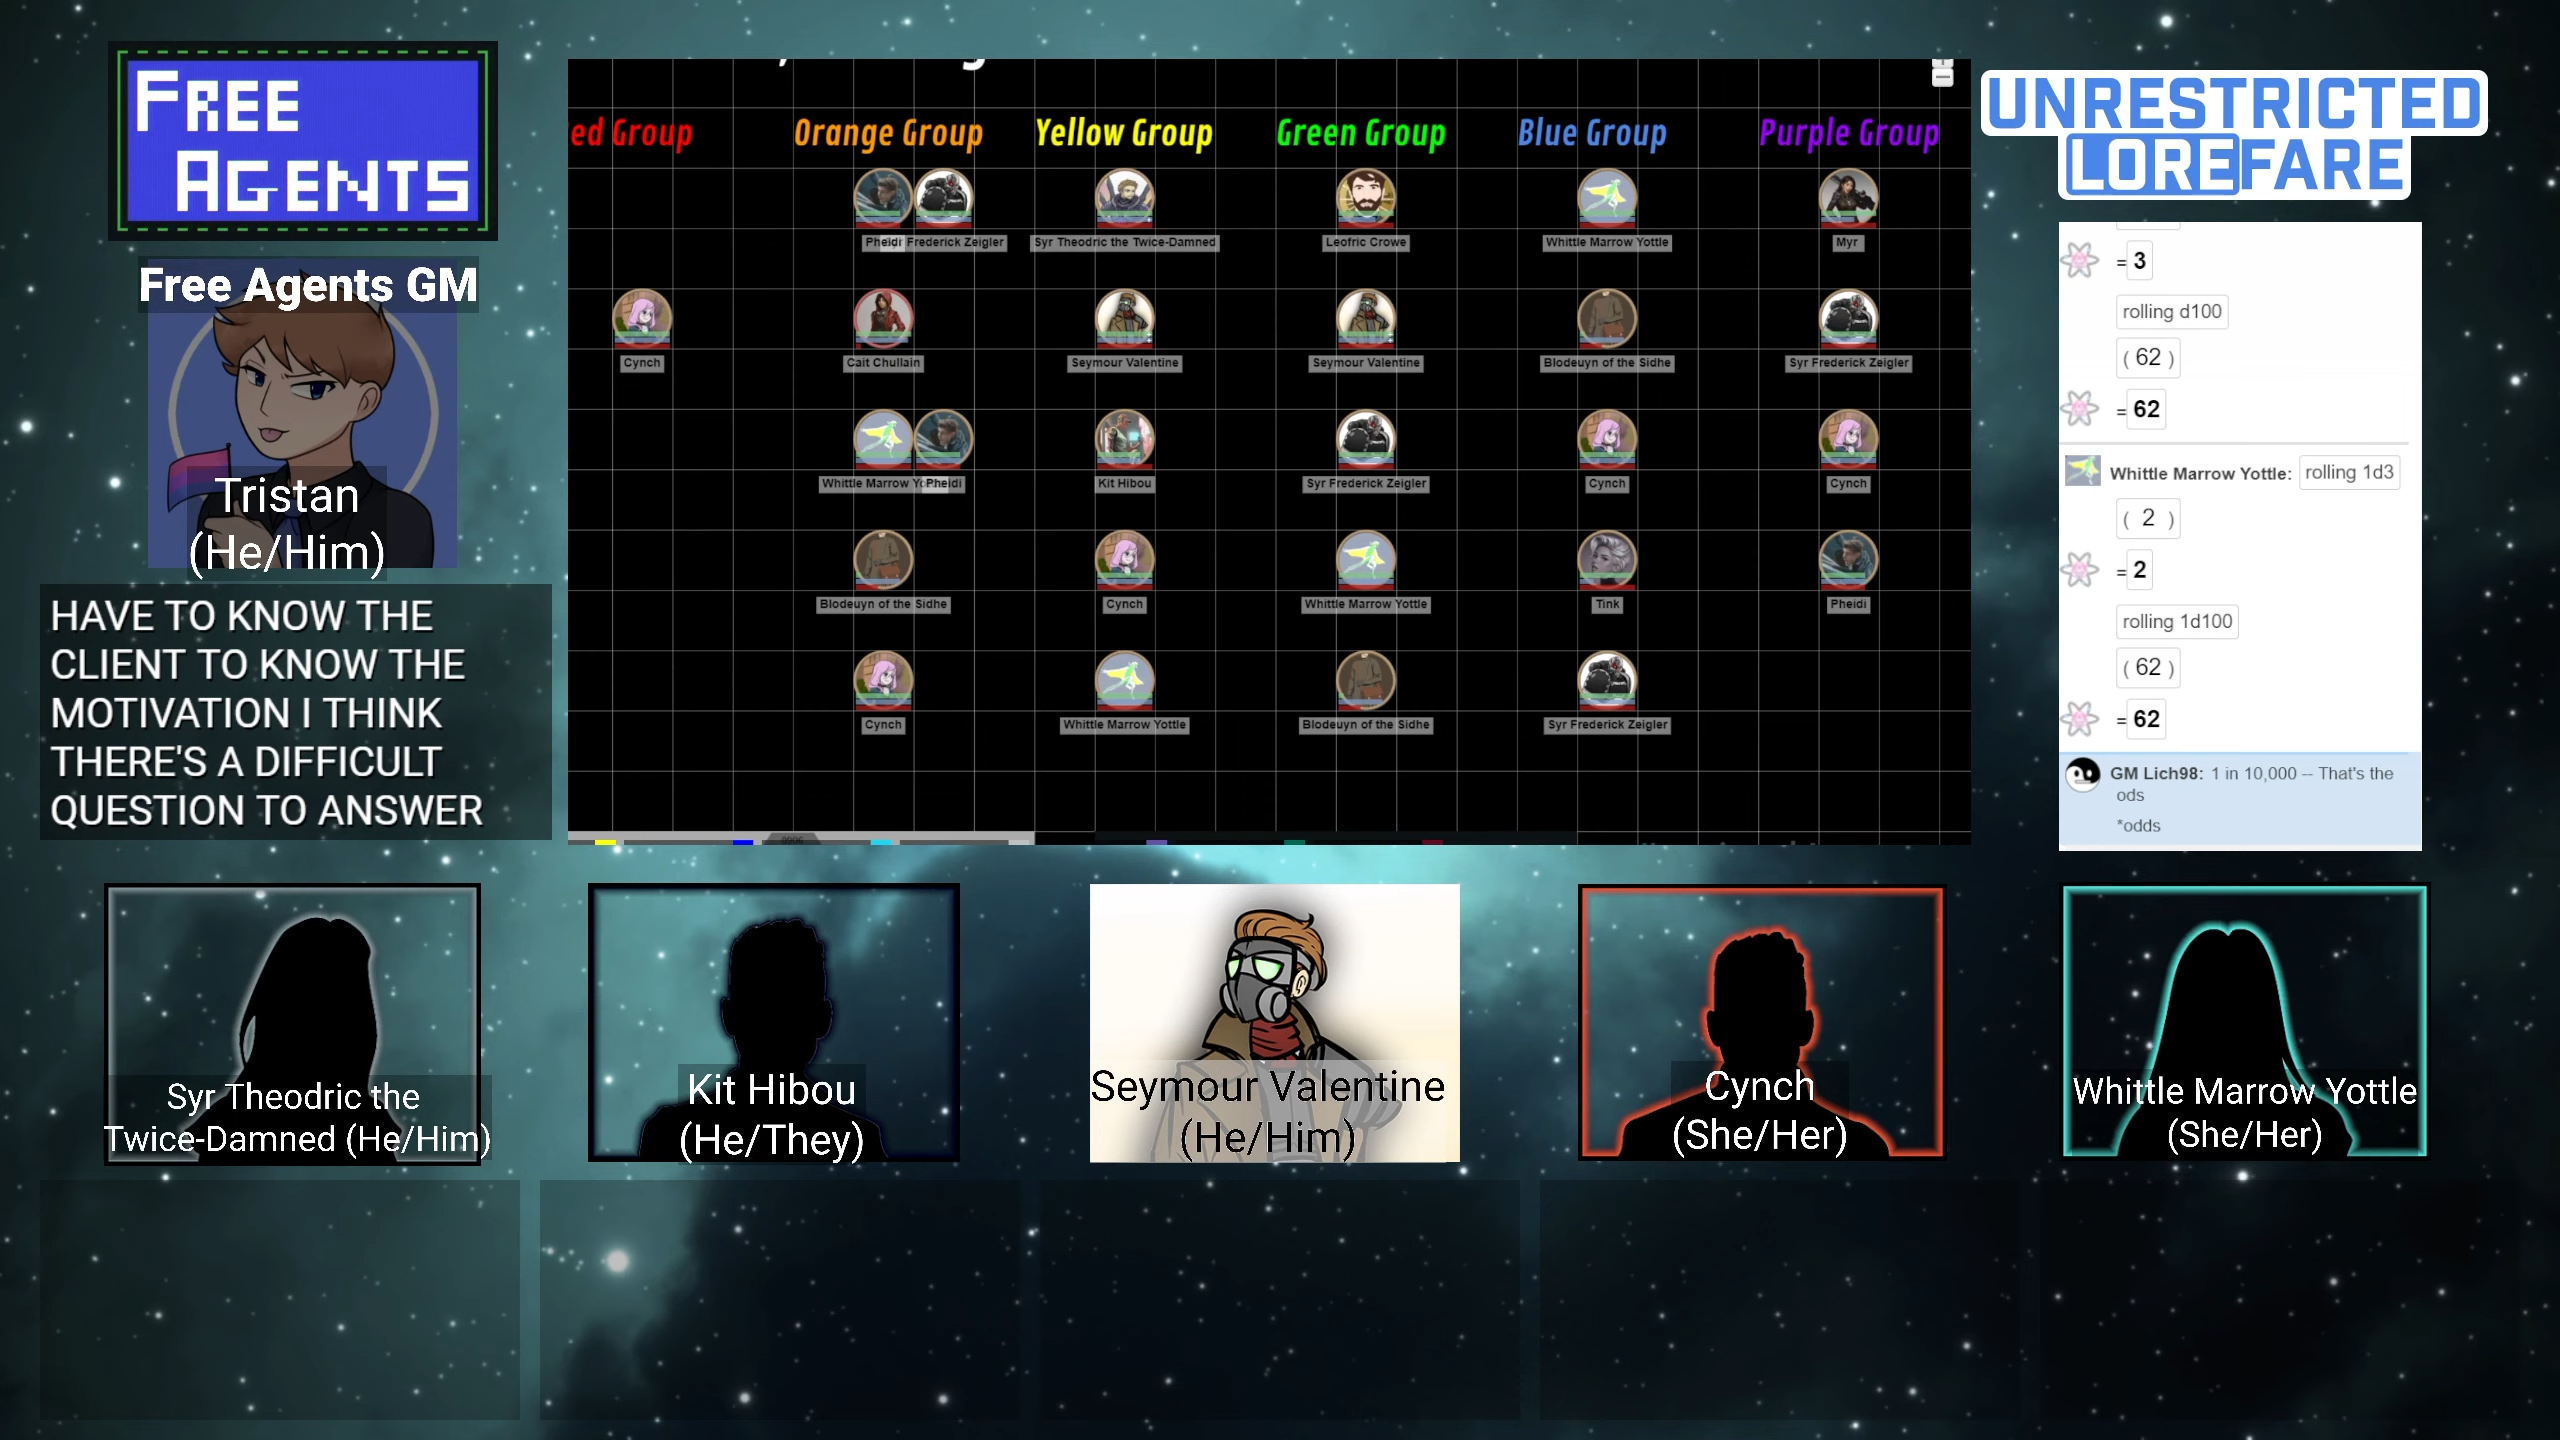 FREE
AGENTS
Free Agents GM
Tristan
(He/Him)
HAVE TO KNOW THE
CLIENT TO KNOW THE
MOTIVATION I THINK
THERE'S A DIFFICULT
QUESTION TO ANSWER
ed Group Orange Group Yellow Group Green Group Blue Group Purple Group
Pheidi Frederick Zeigler Syr Theodric the Twice-Damned Leofric Crowe Whittle Marrow Yottle Myr
Cynch Cait Chullain Seymour Valentine Seymour Valentine Blodeuyn of the Sidhe Syr Frederick Zeigler
Whittle Marrow Yo Pheidi Kit Hibou Syr Frederick Zeigler Cynch Cynch
Blodeuyn of the Sidhe Cynch Whittle Marrow Yottle Tink Pheidi
Cynch Whittle Marrow Yottle Blodeuyn of the Sidhe Syr Frederick Zeigler
UNRESTRICTED
LOREFARE
= 3
rolling d100
( 62 )
= 62
Whittle Marrow Yottle: rolling 1d3
( 2 )
= 2
rolling 1d100
( 62 )
= 62
GM Lich98: 1 in 10,000 -- That's the
ods
*odds
Syr Theodric the
Twice-Damned (He/Him)
Kit Hibou
(He/They)
Seymour Valentine
(He/Him)
Cynch
(She/Her)
Whittle Marrow Yottle
(She/Her)